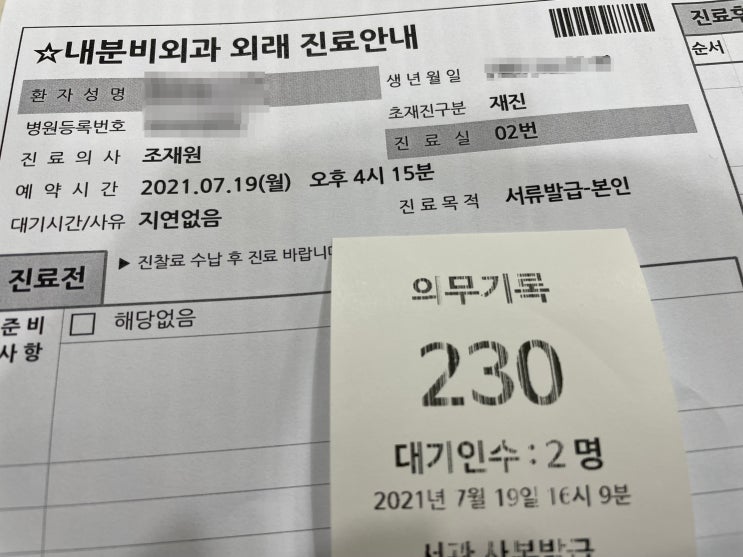 ☆내분비외과 외래 진료안내
환 자 성 명
생 년 월 일
병원등록번호
초재진구분 재진
진 료 의 사 조재원
진 료 실 02번
예 약 시 간 2021.07.19(월) 오후 4시 15분
진 료 목 적 서류발급-본인
대기시간/사유 지연없음
진료전
▶ 진찰료 수납 후 진료 바랍니다
준 비
사 항
□ 해당없음
진료후
순서
의무기록
230
대기인수 : 2 명
2021년 7월 19일 16시 9분